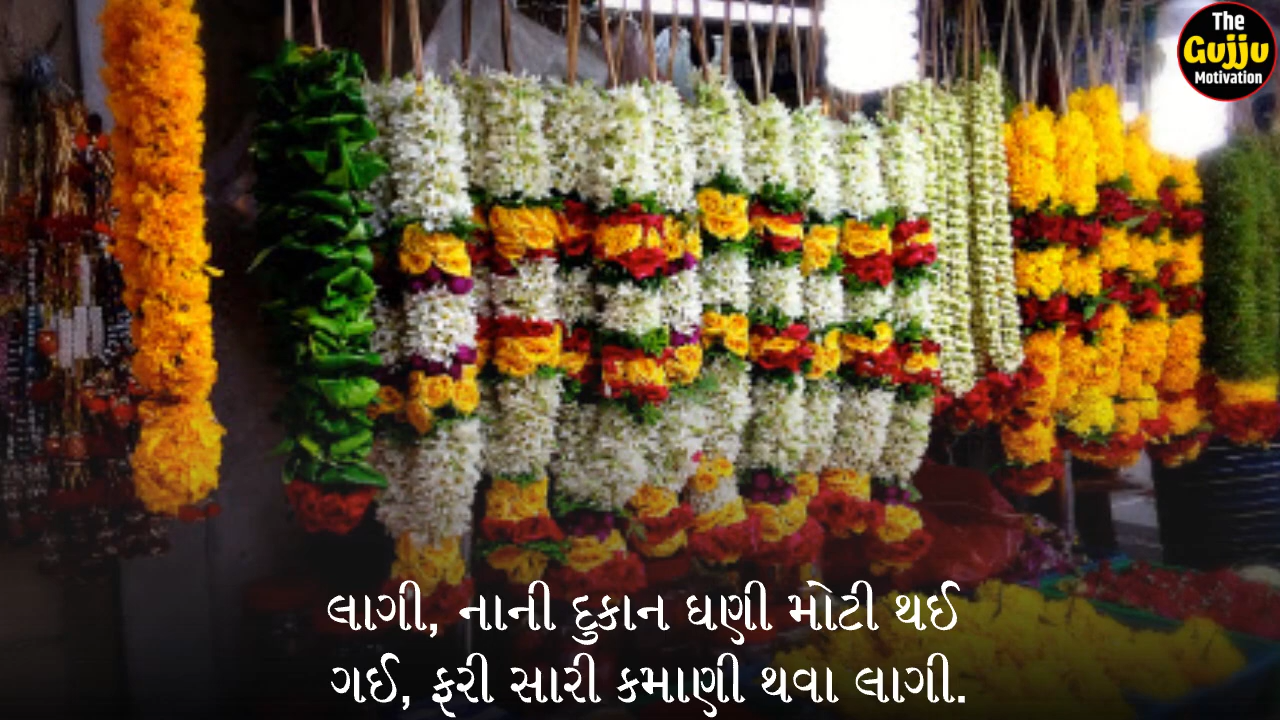 The
Gujju
Motivation
લાગી, નાની દુકાન ઘણી મોટી થઈ
ગઈ, ફરી સારી કમાણી થવા લાગી.